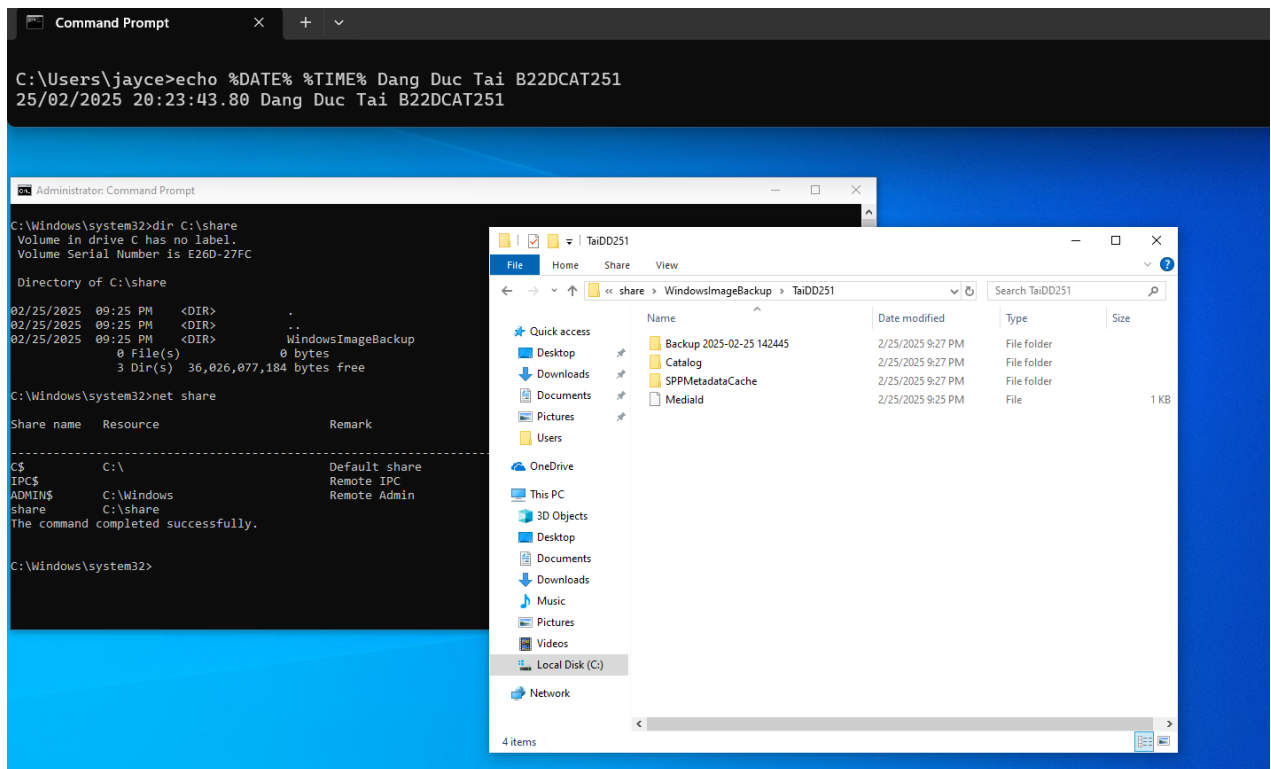 Command Prompt
C:\Users\jayce>echo %DATE% %TIME% Dang Duc Tai B22DCAT251
25/02/2025 20:23:43.80 Dang Duc Tai B22DCAT251
Administrator: Command Prompt
C:\Windows\system32>dir C:\share
Volume in drive C has no label.
Volume Serial Number is E26D-27FC
Directory of C:\share
02/25/2025  09:25 PM    <DIR>          .
02/25/2025  09:25 PM    <DIR>          ..
02/25/2025  09:25 PM    <DIR>          WindowsImageBackup
0 File(s)              0 bytes
3 Dir(s)  36,026,077,184 bytes free
C:\Windows\system32>net share
Share name   Resource                        Remark
-------------------------------------------------------------------
C$           C:\                             Default share
IPC$                                         Remote IPC
ADMIN$       C:\Windows                      Remote Admin
share        C:\share
The command completed successfully.
C:\Windows\system32>
TaiDD251
File Home Share View
« share › WindowsImageBackup › TaiDD251
Search TaiDD251
Quick access
Desktop
Downloads
Documents
Pictures
Users
OneDrive
This PC
3D Objects
Desktop
Documents
Downloads
Music
Pictures
Videos
Local Disk (C:)
Network
Name Date modified Type Size
Backup 2025-02-25 142445 2/25/2025 9:27 PM File folder
Catalog 2/25/2025 9:27 PM File folder
SPPMetadataCache 2/25/2025 9:27 PM File folder
MediaId 2/25/2025 9:25 PM File 1 KB
4 items